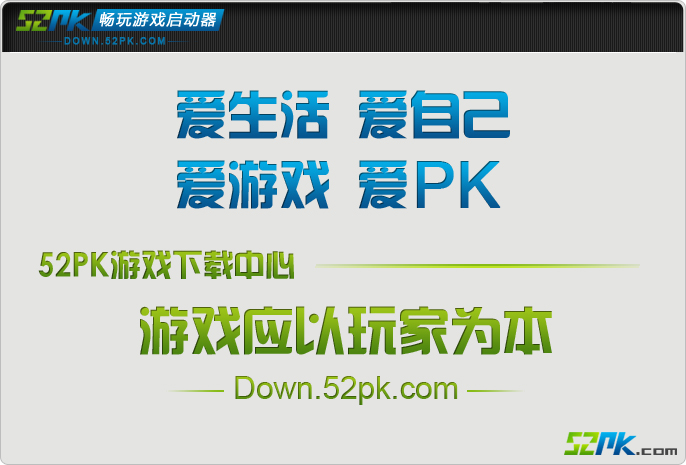 52PK 畅玩游戏启动器
DOWN.52PK.COM
爱生活 爱自己
爱游戏 爱PK
52PK游戏下载中心
游戏应以玩家为本
Down.52pk.com
52PK.com